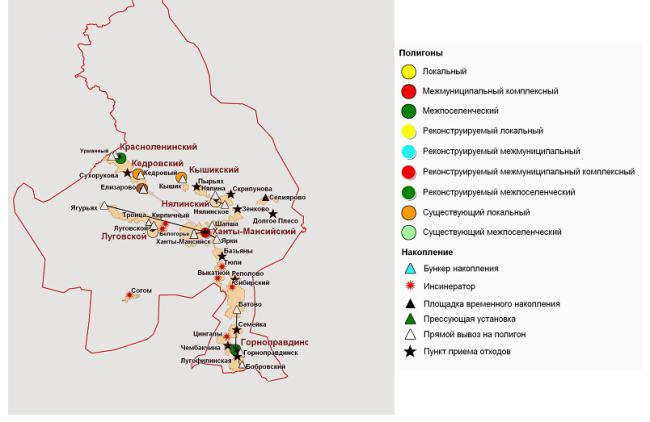 Урманный
Красноленинский
Сухорукова
Кедровский
Кедровый
Елизарово
Кышикский
Кышик
Пырьях
Нялина
Скрипунова
Нялинский
Нялинское
Зенково
Селиярово
Долгое Плесо
Ягурьях
Троица
Кирпичный
Луговской
Луговской
Белогорье
Ханты-Мансийск
Шапша
Ханты-Мансийский
Ярки
Базьяны
Тюли
Выкатной
Реполово
Сибирский
Согом
Батово
Семейка
Цингалы
Чембакчина
Горноправдинс
Горноправдинск
Лугофилинская
Бобровский
Полигоны
Локальный
Межмуниципальный комплексный
Межпоселенческий
Реконструируемый локальный
Реконструируемый межмуниципальный
Реконструируемый межмуниципальный комплексный
Реконструируемый межпоселенческий
Существующий локальный
Существующий межпоселенческий
Накопление
Бункер накопления
Инсинератор
Площадка временного накопления
Прессующая установка
Прямой вывоз на полигон
Пункт приема отходов